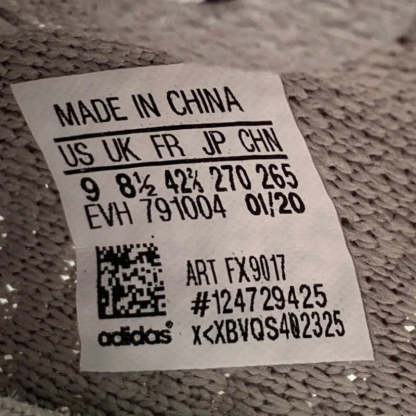 MADE IN CHINA
US UK FR JP CHN
9 8½ 42⅔ 270 265
EVH 791004 01/20
ART FX9017
#124729425
adidas® X<XBVQS4Q2325